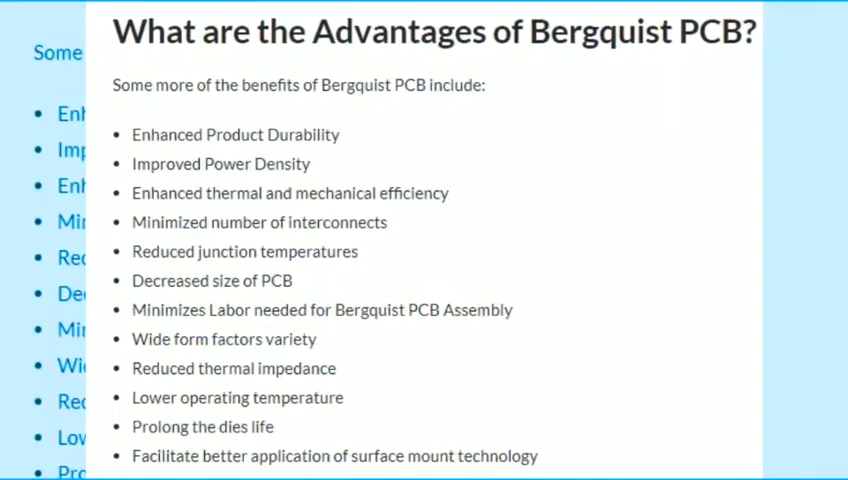 What are the Advantages of Bergquist PCB?
Some
Some more of the benefits of Bergquist PCB include:
• Enhanced Product Durability
• Improved Power Density
• Enhanced thermal and mechanical efficiency
• Minimized number of interconnects
• Reduced junction temperatures
• Decreased size of PCB
• Minimizes Labor needed for Bergquist PCB Assembly
• Wide form factors variety
• Reduced thermal impedance
• Lower operating temperature
• Prolong the dies life
• Facilitate better application of surface mount technology